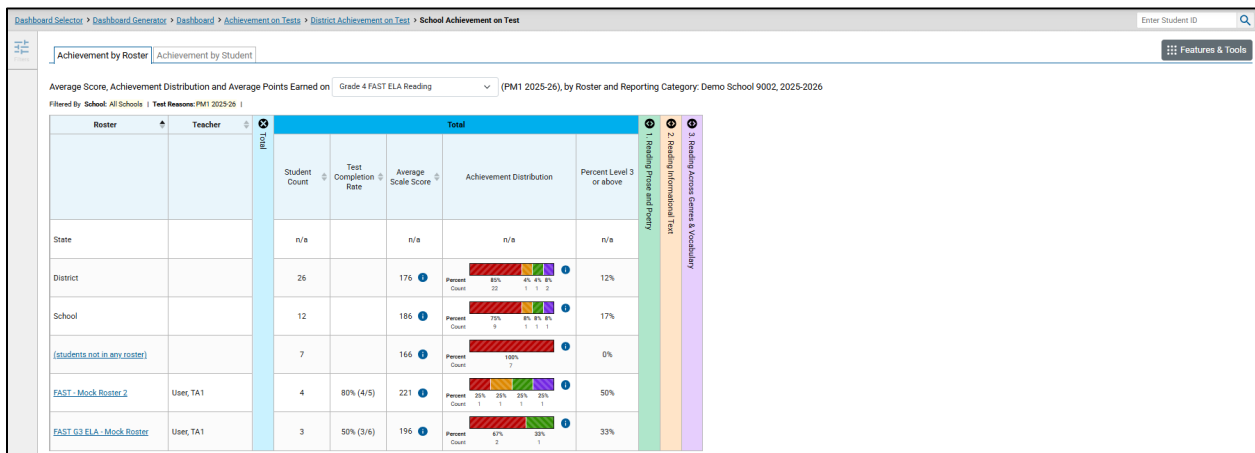 Dashboard Selector > Dashboard Generator > Dashboard > Achievement on Tests > District Achievement on Test > School Achievement on Test
Enter Student ID
Filters
Achievement by Roster
Achievement by Student
Features & Tools
Average Score, Achievement Distribution and Average Points Earned on Grade 4 FAST ELA Reading (PM1 2025-26), by Roster and Reporting Category: Demo School 9002, 2025-2026
Filtered By School: All Schools | Test Reasons: PM1 2025-26 |
Roster Teacher Total Total
1. Reading Prose and Poetry
2. Reading Informational Text
3. Reading Across Genres & Vocabulary
Student Count
Test Completion Rate
Average Scale Score
Achievement Distribution
Percent Level 3 or above
State n/a n/a n/a n/a
District 26 176 12%
Percent 85% 4% 4% 8%
Count 22 1 1 2
School 12 186 17%
Percent 75% 8% 8% 8%
Count 9 1 1 1
(students not in any roster) 7 166 0%
Percent 100%
Count 7
FAST - Mock Roster 2 User, TA1 4 80% (4/5) 221 50%
Percent 25% 25% 25% 25%
Count 1 1 1 1
FAST G3 ELA - Mock Roster User, TA1 3 50% (3/6) 196 33%
Percent 67% 33%
Count 2 1